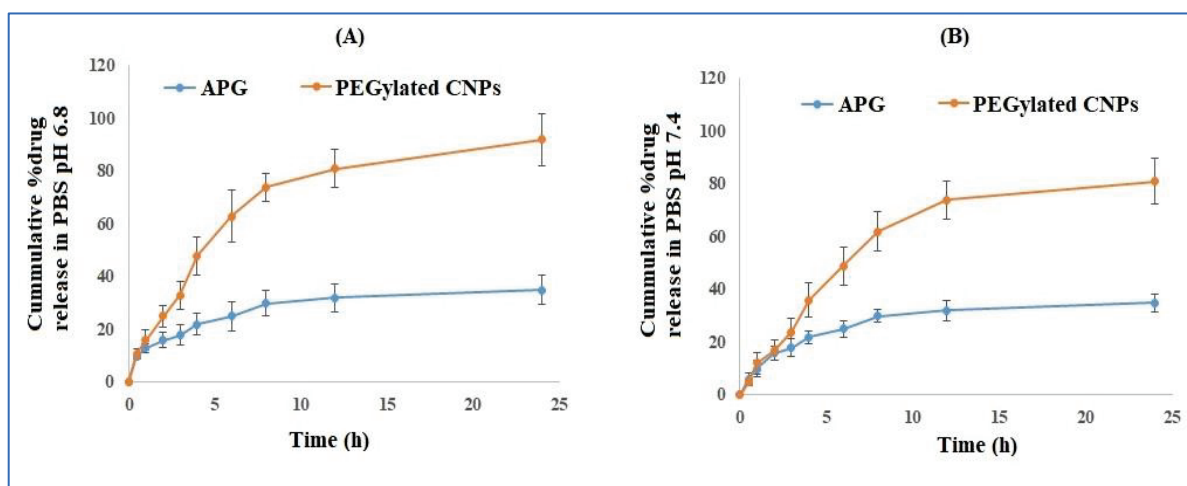 (A)
Cummulative %drug
release in PBS pH 6.8
120
100
80
60
40
20
0
APG
PEGylated CNPs
0 5 10 15 20 25
Time (h)
(B)
Cummulative %drug
release in PBS pH 7.4
120
100
80
60
40
20
0
APG
PEGylated CNPs
0 5 10 15 20 25
Time (h)